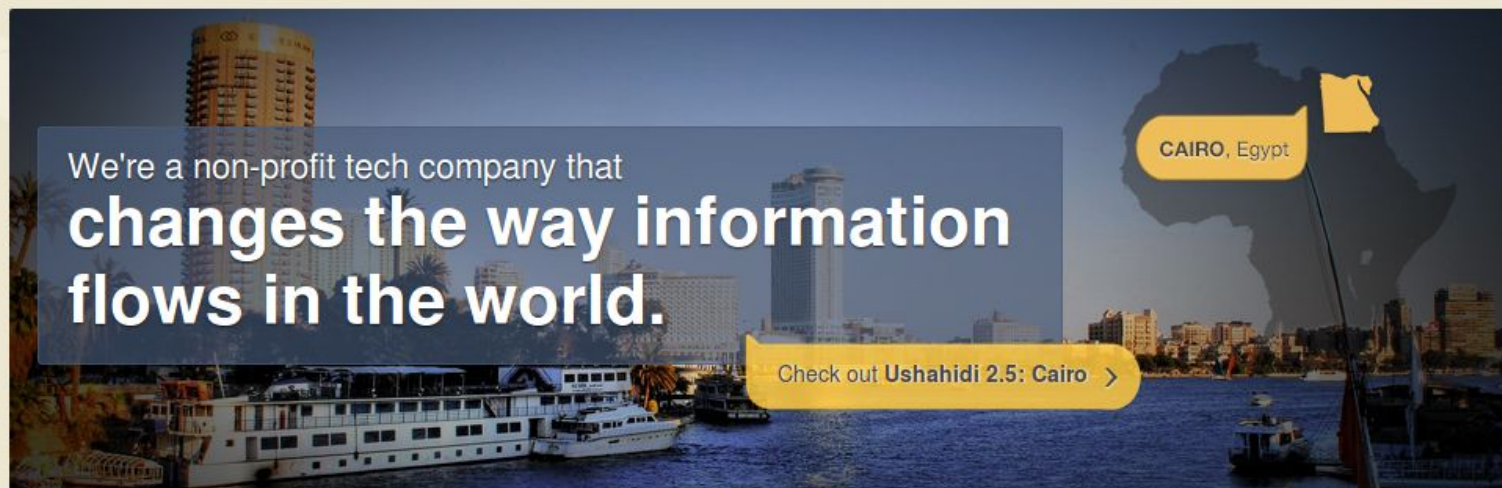 We're a non-profit tech company that
changes the way information
flows in the world.
CAIRO, Egypt
Check out Ushahidi 2.5: Cairo